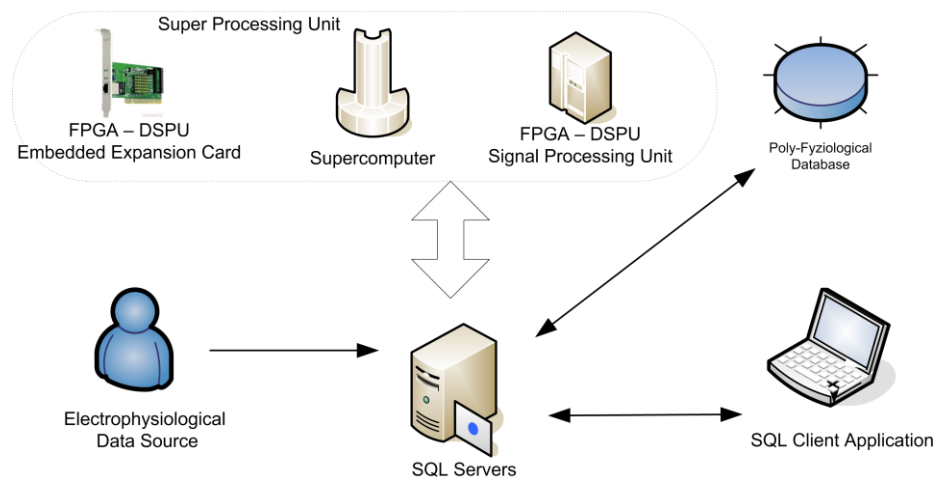 Super Processing Unit
FPGA – DSPU
Embedded Expansion Card
Supercomputer
FPGA – DSPU
Signal Processing Unit
Poly-Fyziological
Database
Electrophysiological
Data Source
SQL Servers
SQL Client Application